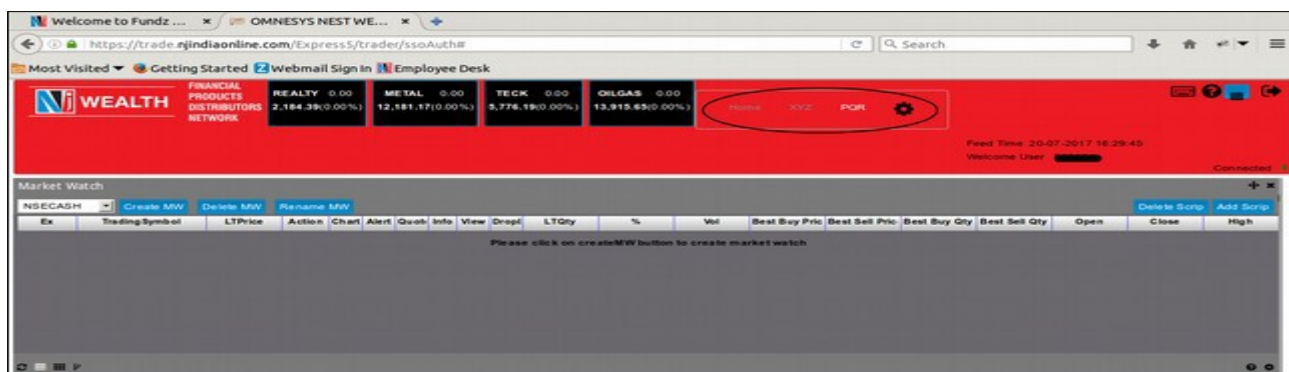 Welcome to Fundz ... × OMNESYS NEST WE... ×
https://trade.njindiaonline.com/Express5/trader/ssoAuth# Search
Most Visited Getting Started Webmail Sign In Employee Desk
Nj WEALTH
FINANCIAL
PRODUCTS
DISTRIBUTORS
NETWORK
REALTY 0.00 METAL 0.00 TECK 0.00 OILGAS 0.00
2,184.39(0.00%) 12,181.17(0.00%) 5,776.19(0.00%) 13,915.65(0.00%)
Home XYZ PQR
Feed Time 20-07-2017 16:29:45
Welcome User
Connected
Market Watch
NSECASH Create MW Delete MW Rename MW Delete Scrip Add Scrip
Ex TradingSymbol LTPrice Action Chart Alert Quot Info View Dropl LTQty % Vol Best Buy Pric Best Sell Pric Best Buy Qty Best Sell Qty Open Close High
Please click on createMW button to create market watch